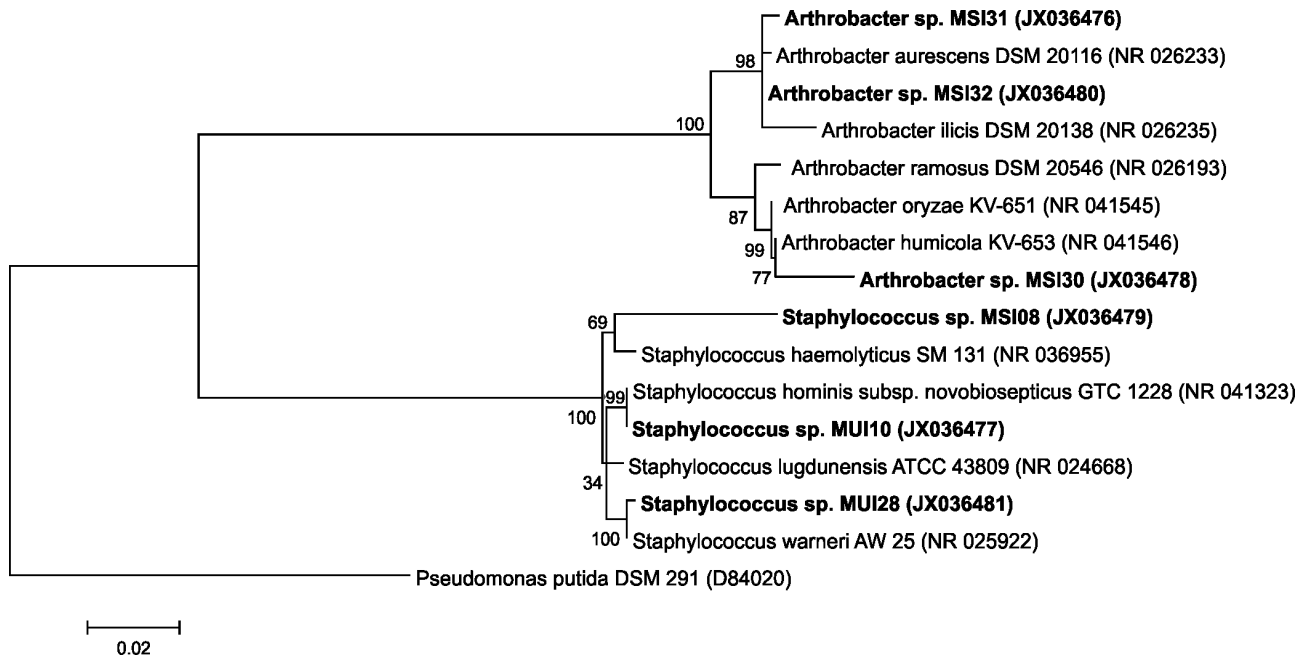 Arthrobacter sp. MSI31 (JX036476)
98
Arthrobacter aurescens DSM 20116 (NR 026233)
Arthrobacter sp. MSI32 (JX036480)
100
Arthrobacter ilicis DSM 20138 (NR 026235)
Arthrobacter ramosus DSM 20546 (NR 026193)
87
Arthrobacter oryzae KV-651 (NR 041545)
99
Arthrobacter humicola KV-653 (NR 041546)
77
Arthrobacter sp. MSI30 (JX036478)
69
Staphylococcus sp. MSI08 (JX036479)
Staphylococcus haemolyticus SM 131 (NR 036955)
99
Staphylococcus hominis subsp. novobiosepticus GTC 1228 (NR 041323)
100
Staphylococcus sp. MUI10 (JX036477)
Staphylococcus lugdunensis ATCC 43809 (NR 024668)
34
Staphylococcus sp. MUI28 (JX036481)
100
Staphylococcus warneri AW 25 (NR 025922)
Pseudomonas putida DSM 291 (D84020)
0.02